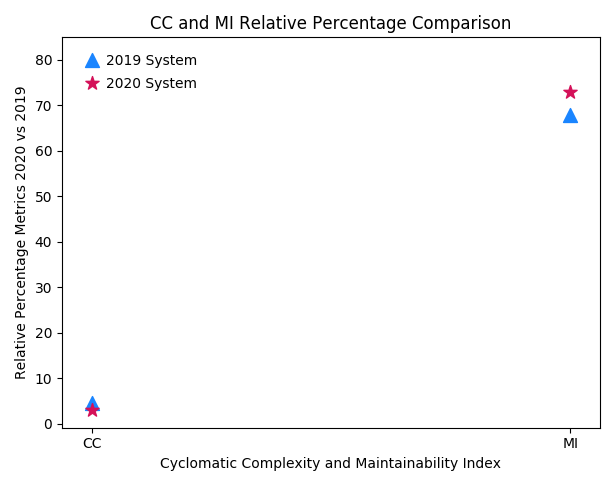 CC and MI Relative Percentage Comparison
Relative Percentage Metrics 2020 vs 2019
80
70
60
50
40
30
20
10
0
2019 System
2020 System
CC
MI
Cyclomatic Complexity and Maintainability Index